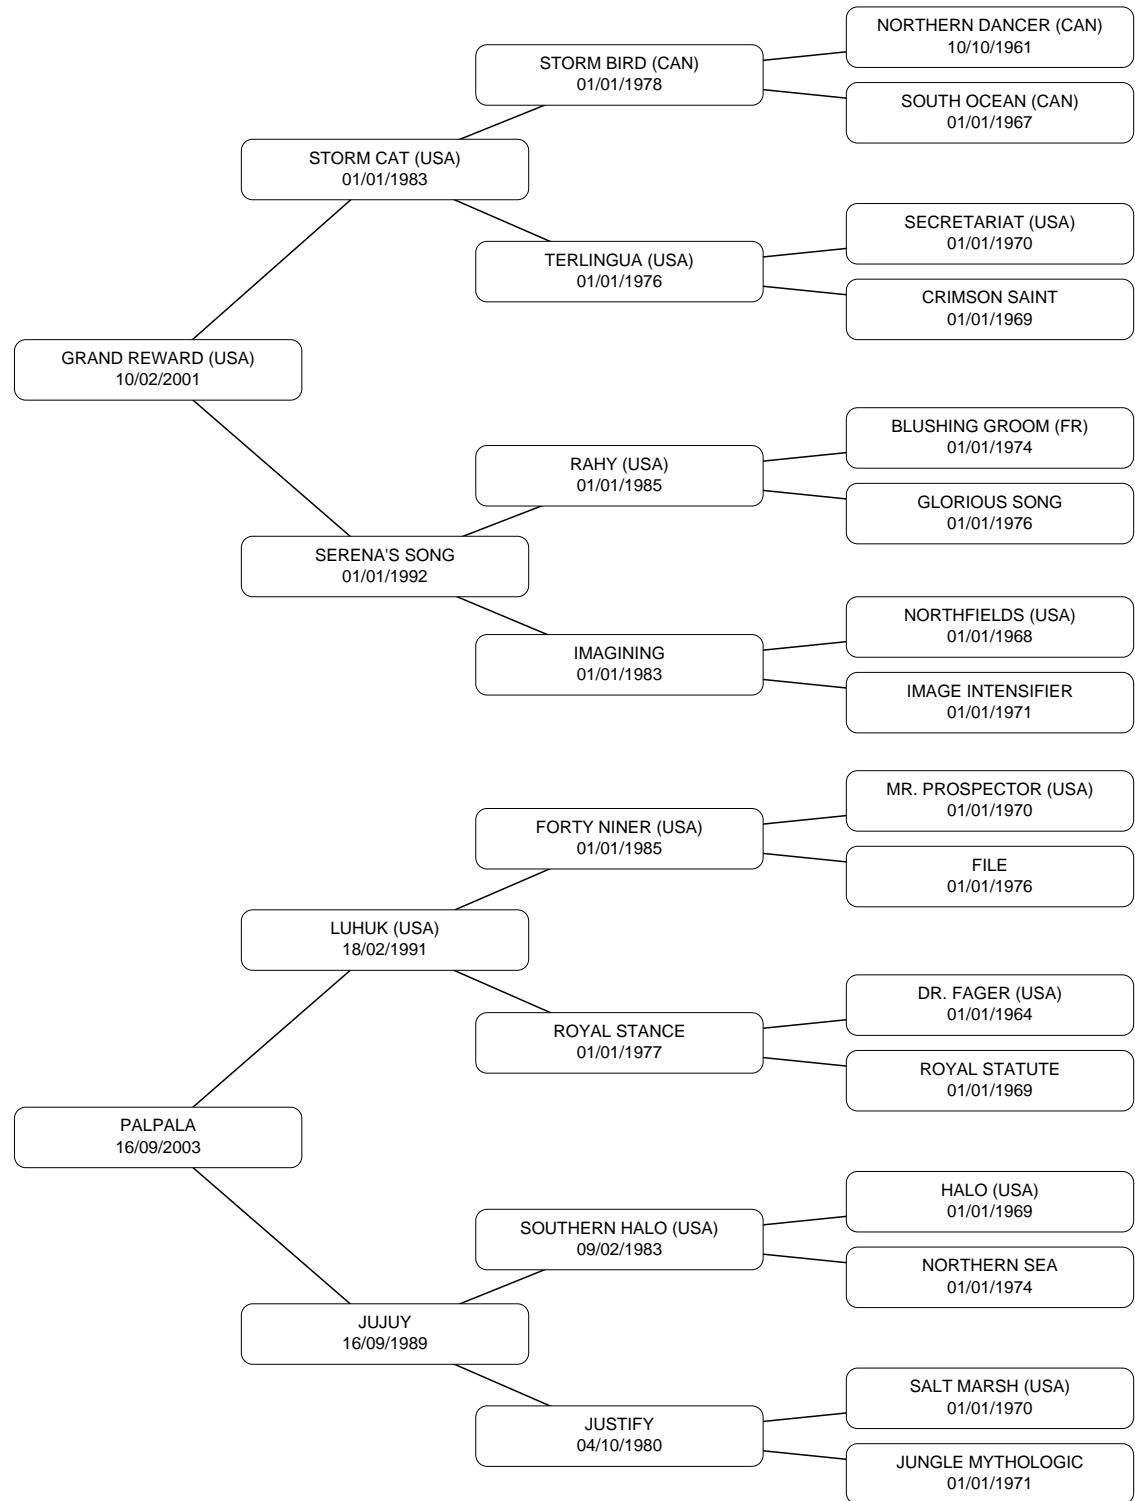 NORTHERN DANCER (CAN)
10/10/1961
STORM BIRD (CAN)
01/01/1978
SOUTH OCEAN (CAN)
01/01/1967
STORM CAT (USA)
01/01/1983
SECRETARIAT (USA)
01/01/1970
TERLINGUA (USA)
01/01/1976
CRIMSON SAINT
01/01/1969
GRAND REWARD (USA)
10/02/2001
BLUSHING GROOM (FR)
01/01/1974
RAHY (USA)
01/01/1985
GLORIOUS SONG
01/01/1976
SERENA'S SONG
01/01/1992
NORTHFIELDS (USA)
01/01/1968
IMAGINING
01/01/1983
IMAGE INTENSIFIER
01/01/1971
MR. PROSPECTOR (USA)
01/01/1970
FORTY NINER (USA)
01/01/1985
FILE
01/01/1976
LUHUK (USA)
18/02/1991
DR. FAGER (USA)
01/01/1964
ROYAL STANCE
01/01/1977
ROYAL STATUTE
01/01/1969
PALPALA
16/09/2003
HALO (USA)
01/01/1969
SOUTHERN HALO (USA)
09/02/1983
NORTHERN SEA
01/01/1974
JUJUY
16/09/1989
SALT MARSH (USA)
01/01/1970
JUSTIFY
04/10/1980
JUNGLE MYTHOLOGIC
01/01/1971